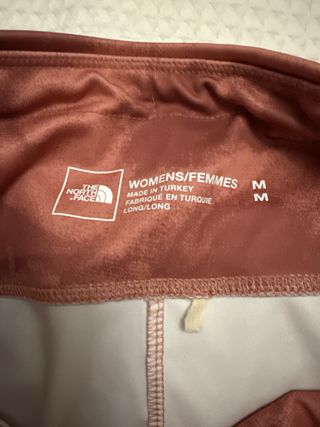 THE
NORTH
FACE
WOMENS/FEMMES
MADE IN TURKEY
FABRIQUÉ EN TURQUIE
LONG/LONG
M
M